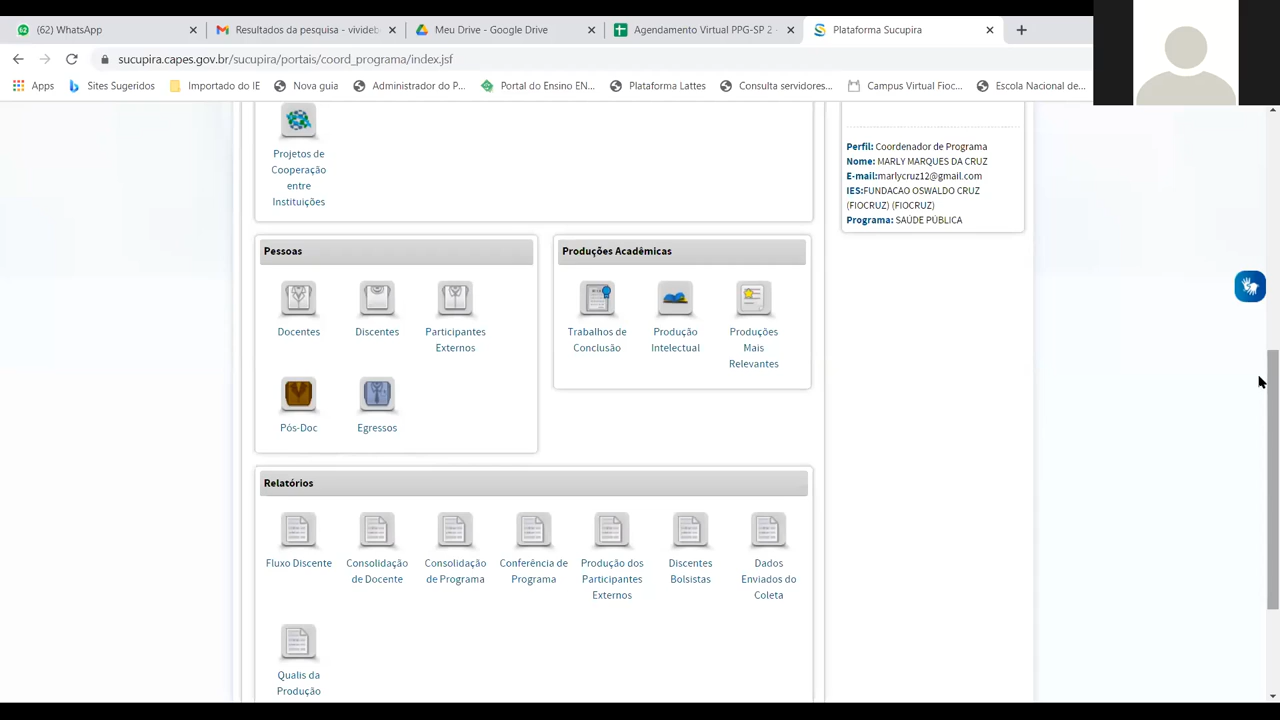 (62) WhatsApp
Resultados da pesquisa - vivideb
Meu Drive - Google Drive
Agendamento Virtual PPG-SP 2
Plataforma Sucupira
62
sucupira.capes.gov.br/sucupira/portais/coord_programa/index.jsf
Apps
Sites Sugeridos
Importado do IE
Nova guia
Administrador do P...
Portal do Ensino EN...
Plataforma Lattes
Consulta servidores...
Campus Virtual Fioc...
Escola Nacional de...
Projetos de
Cooperação
entre
Instituições
Perfil: Coordenador de Programa
Nome: MARLY MARQUES DA CRUZ
E-mail:marlycruz12@gmail.com
IES:FUNDACAO OSWALDO CRUZ
(FIOCRUZ) (FIOCRUZ)
Programa: SAÚDE PÚBLICA
Pessoas
Docentes
Discentes
Participantes
Externos
Pós-Doc
Egressos
Produções Acadêmicas
Trabalhos de
Conclusão
Produção
Intelectual
Produções
Mais
Relevantes
Relatórios
Fluxo Discente
Consolidação
de Docente
Consolidação
de Programa
Conferência de
Programa
Produção dos
Participantes
Externos
Discentes
Bolsistas
Dados
Enviados do
Coleta
Qualis da
Produção